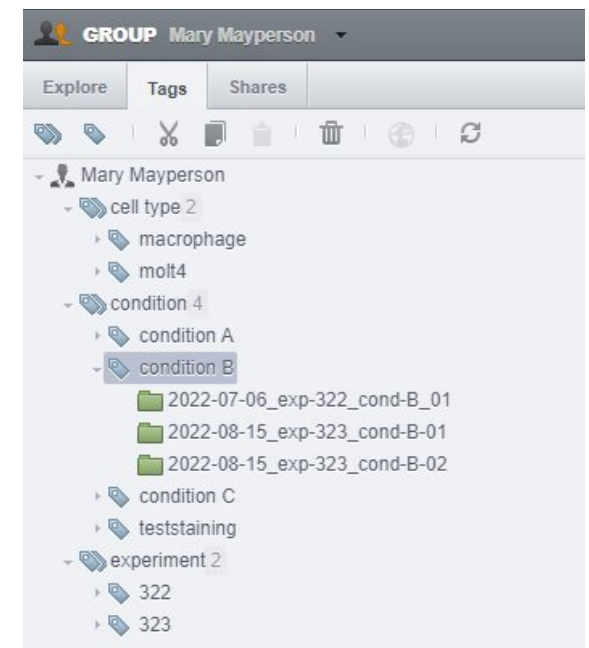 GROUP Mary Mayperson
Explore Tags Shares
Mary Mayperson
cell type 2
macrophage
molt4
condition 4
condition A
condition B
2022-07-06_exp-322_cond-B_01
2022-08-15_exp-323_cond-B-01
2022-08-15_exp-323_cond-B-02
condition C
teststaining
experiment 2
322
323